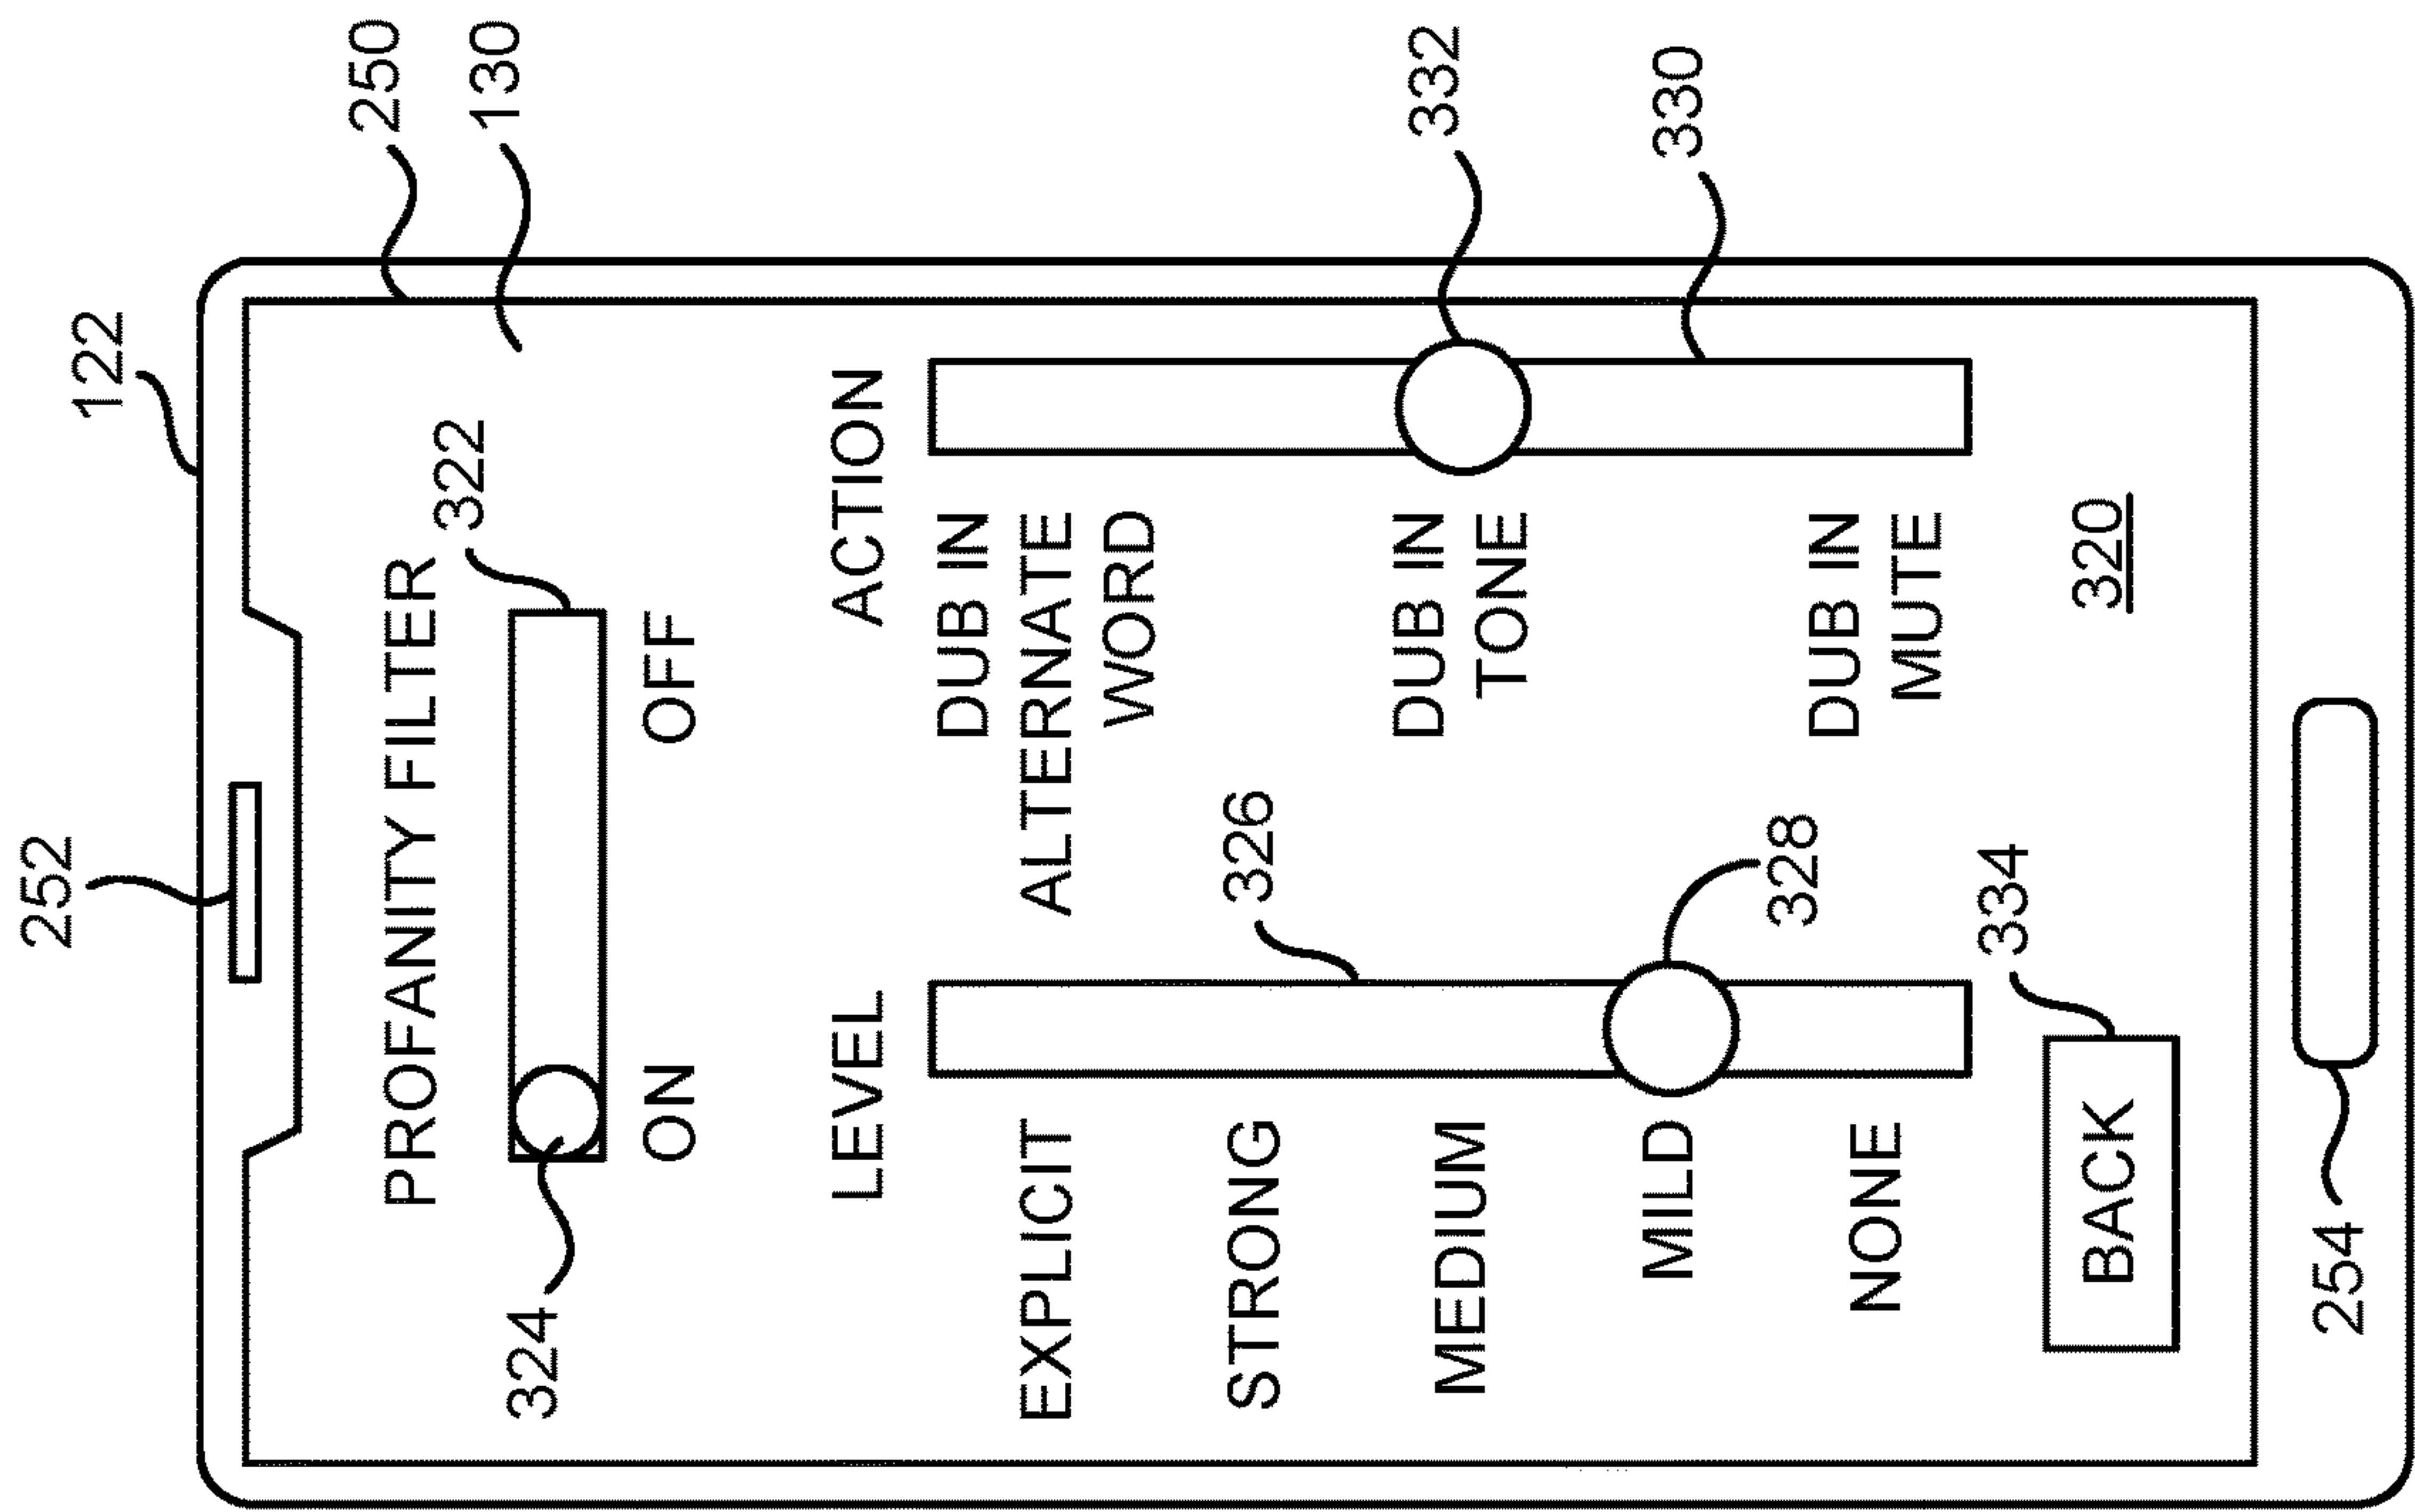 252
122
250
130
PROFANITY FILTER
322
324
ON
OFF
LEVEL
EXPLICIT
STRONG
MEDIUM
MILD
NONE
326
328
ACTION
DUB IN
ALTERNATE
WORD
DUB IN
TONE
DUB IN
MUTE
332
330
334
BACK
320
254